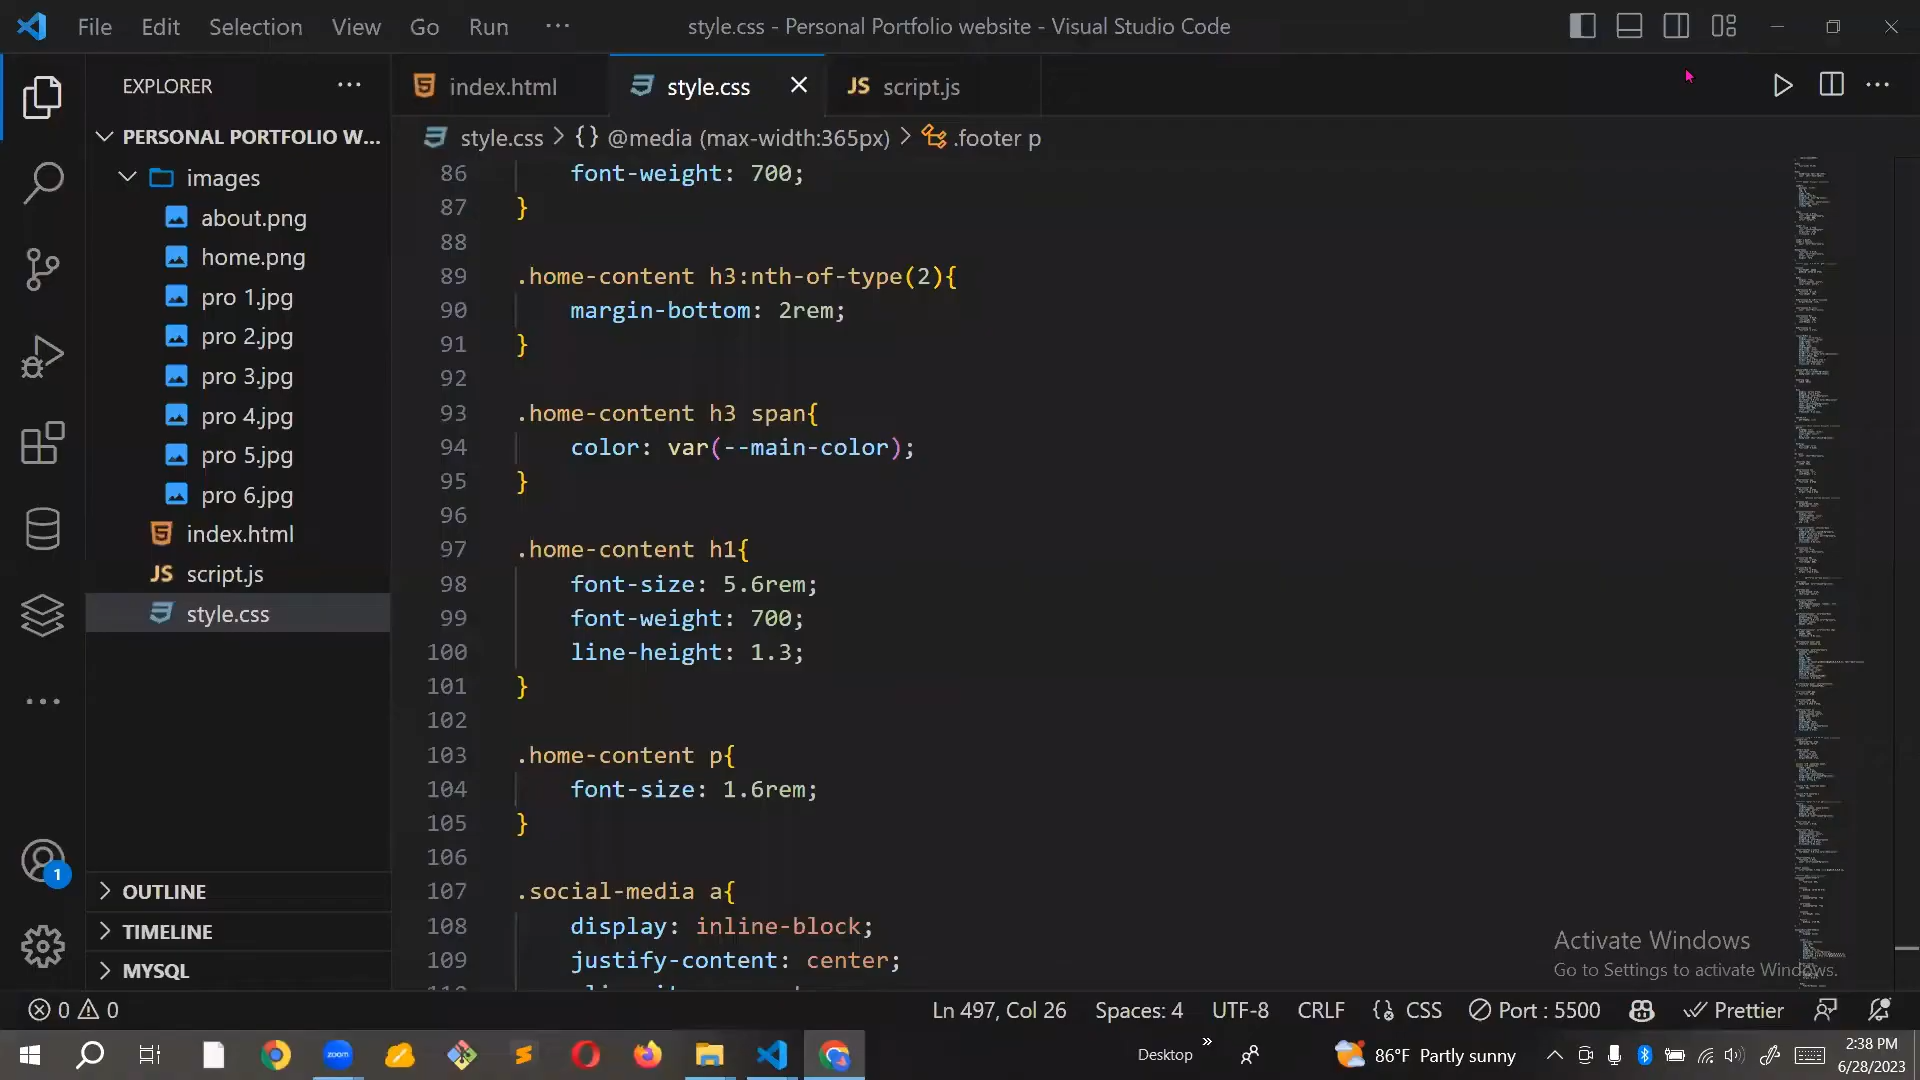 File Edit Selection View Go Run ··· style.css - Personal Portfolio website - Visual Studio Code
EXPLORER ···
index.html
style.css
JS script.js
style.css > {} @media (max-width:365px) > .footer p
PERSONAL PORTFOLIO W...
images
about.png
home.png
pro 1.jpg
pro 2.jpg
pro 3.jpg
pro 4.jpg
pro 5.jpg
pro 6.jpg
index.html
JS script.js
style.css
OUTLINE
TIMELINE
MYSQL
1
86 font-weight: 700;
87 }
88
89 .home-content h3:nth-of-type(2){
90 margin-bottom: 2rem;
91 }
92
93 .home-content h3 span{
94 color: var(--main-color);
95 }
96
97 .home-content h1{
98 font-size: 5.6rem;
99 font-weight: 700;
100 line-height: 1.3;
101 }
102
103 .home-content p{
104 font-size: 1.6rem;
105 }
106
107 .social-media a{
108 display: inline-block;
109 justify-content: center;
Activate Windows
Go to Settings to activate Windows.
0 0 Ln 497, Col 26 Spaces: 4 UTF-8 CRLF {} CSS Port : 5500 Prettier
zoom
Desktop » 86°F Partly sunny 2:38 PM
6/28/2023